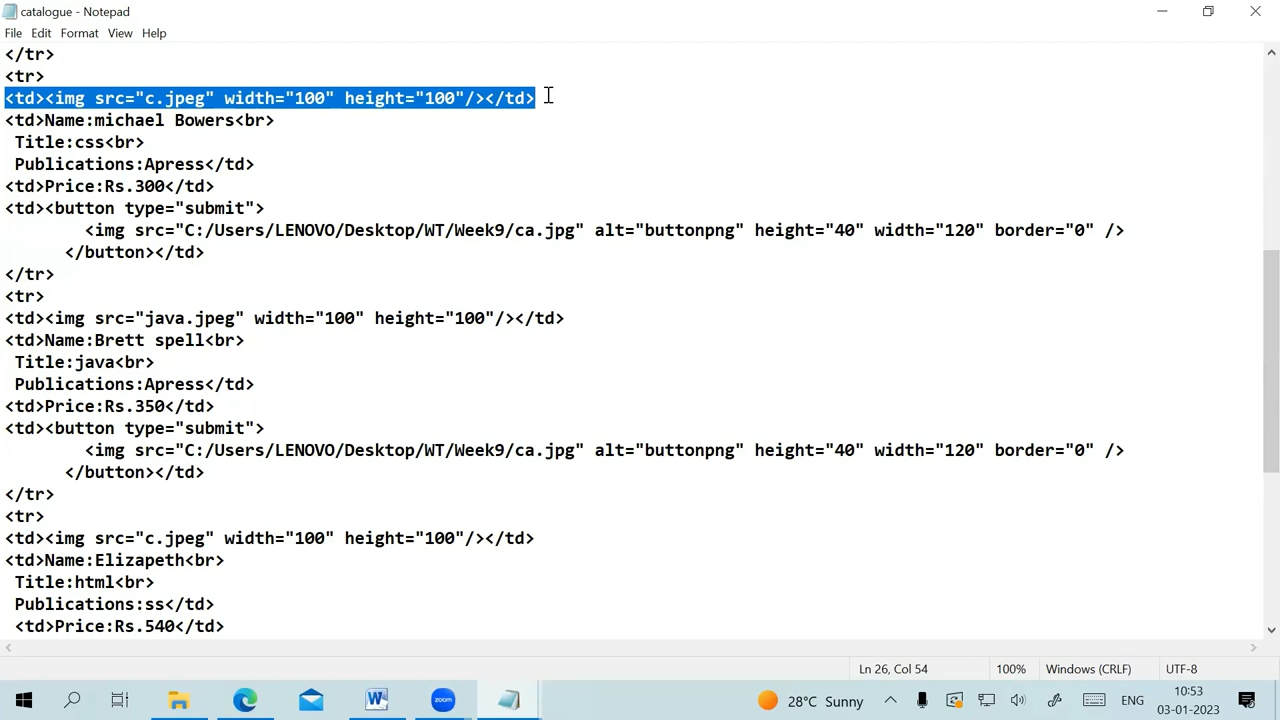 catalogue - Notepad
File Edit Format View Help
</tr>
<tr>
<td><img src="c.jpeg" width="100" height="100"/></td>
<td>Name:michael Bowers<br>
Title:css<br>
Publications:Apress</td>
<td>Price:Rs.300</td>
<td><button type="submit">
<img src="C:/Users/LENOVO/Desktop/WT/Week9/ca.jpg" alt="buttonpng" height="40" width="120" border="0" />
</button></td>
</tr>
<tr>
<td><img src="java.jpeg" width="100" height="100"/></td>
<td>Name:Brett spell<br>
Title:java<br>
Publications:Apress</td>
<td>Price:Rs.350</td>
<td><button type="submit">
<img src="C:/Users/LENOVO/Desktop/WT/Week9/ca.jpg" alt="buttonpng" height="40" width="120" border="0" />
</button></td>
</tr>
<tr>
<td><img src="c.jpeg" width="100" height="100"/></td>
<td>Name:Elizapeth<br>
Title:html<br>
Publications:ss</td>
<td>Price:Rs.540</td>
Ln 26, Col 54 100% Windows (CRLF) UTF-8
W zoom 28°C Sunny ENG 10:53
03-01-2023